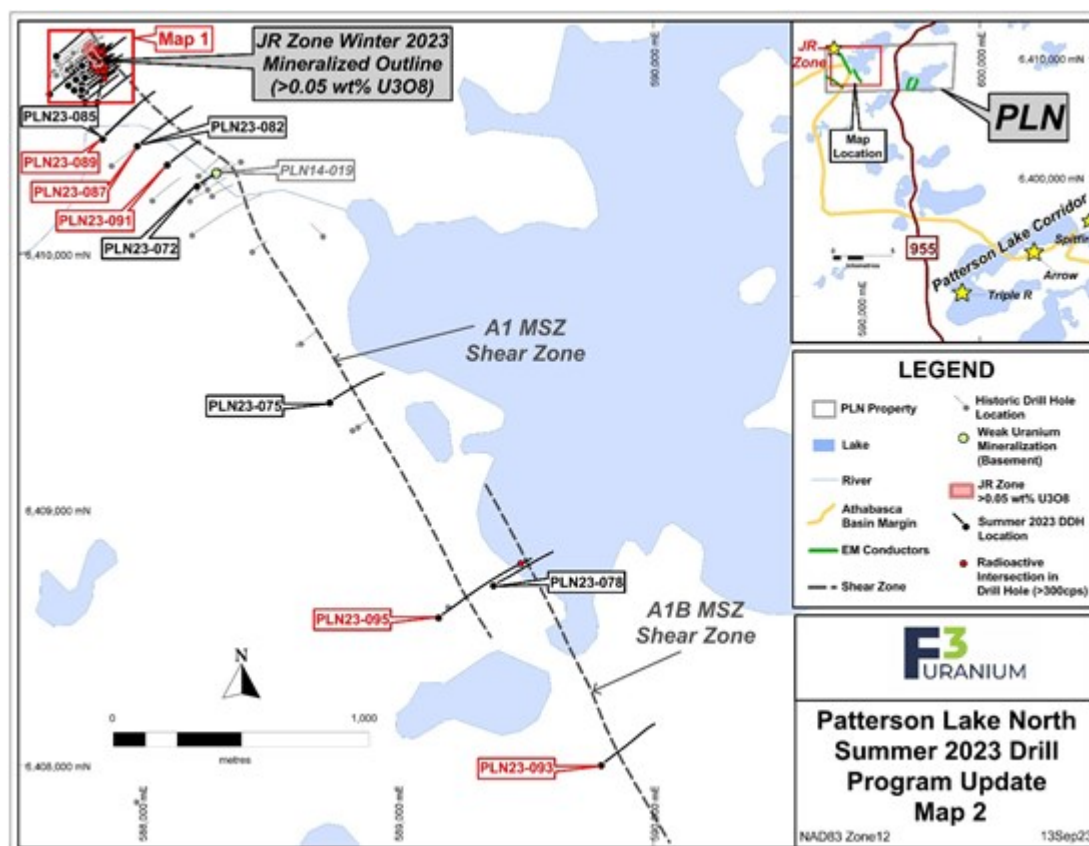 Map 1
JR Zone Winter 2023
Mineralized Outline
(>0.05 wt% U3O8)
590,000 mE
PLN23-085
PLN23-082
PLN23-089
PLN14-019
PLN23-087
PLN23-091
PLN23-072
6,410,000 mN
A1 MSZ
Shear Zone
PLN23-075
6,409,000 mN
PLN23-078
PLN23-095
A1B MSZ
Shear Zone
N
0
1,000
metres
PLN23-093
6,408,000 mN
588,000 mE
589,000 mE
590,000 mE
JR
Zone
600,000 mE
6,410,000 mN
PLN
Map
Location
6,400,000 mN
Patterson Lake Corridor
955
Arrow
Triple R
kilometres
590,000 mE
LEGEND
PLN Property
Lake
River
Athabasca
Basin Margin
EM Conductors
Shear Zone
Historic Drill Hole
Location
Weak Uranium
Mineralization
(Basement)
JR Zone
>0.05 wt% U3O8
Summer 2023 DDH
Location
Radioactive
Intersection in
Drill Hole (>300cps)
F3
URANIUM
Patterson Lake North
Summer 2023 Drill
Program Update
Map 2
NAD83 Zone12
13Sep23